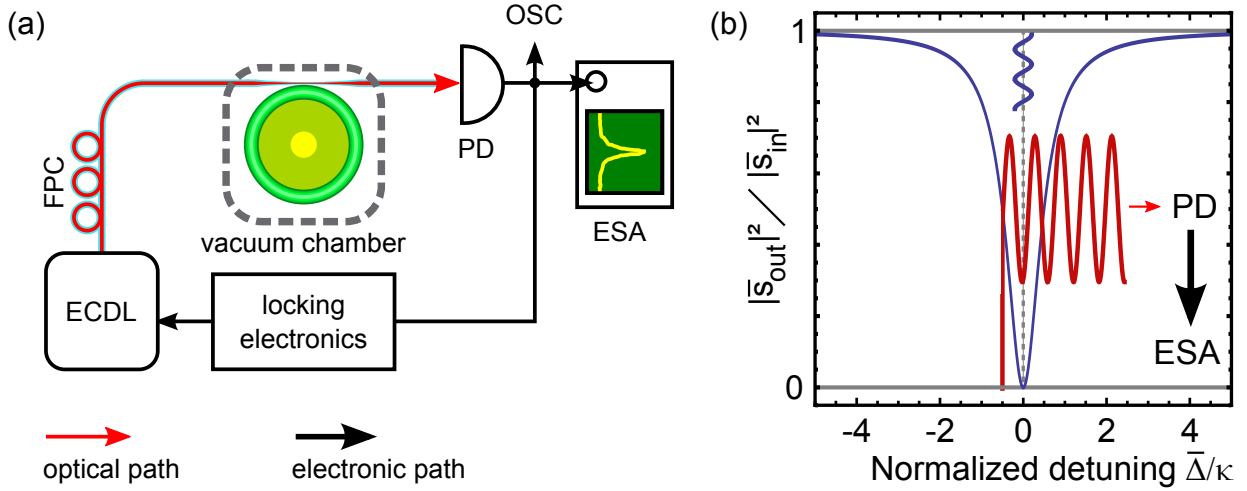 (a)
OSC
PD
ESA
FPC
vacuum chamber
ECDL
locking
electronics
optical path
electronic path
(b)
|s̅out|² / |s̅in|²
1
0
PD
ESA
-4 -2 0 2 4
Normalized detuning Δ̅/κ